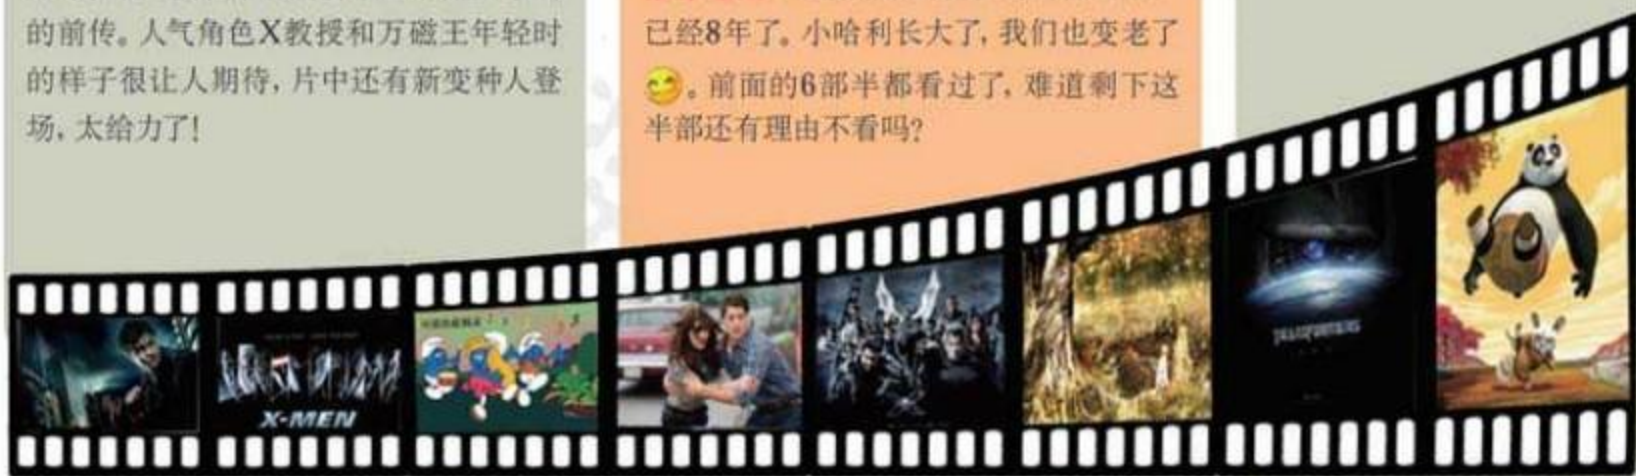 的前传。人气角色X教授和万磁王年轻时
的样子很让人期待,片中还有新变种人登
场,太给力了!
已经8年了。小哈利长大了,我们也变老了
。前面的6部半都看过了,难道剩下这
半部还有理由不看吗?
X-MEN
TRANSFORMERS